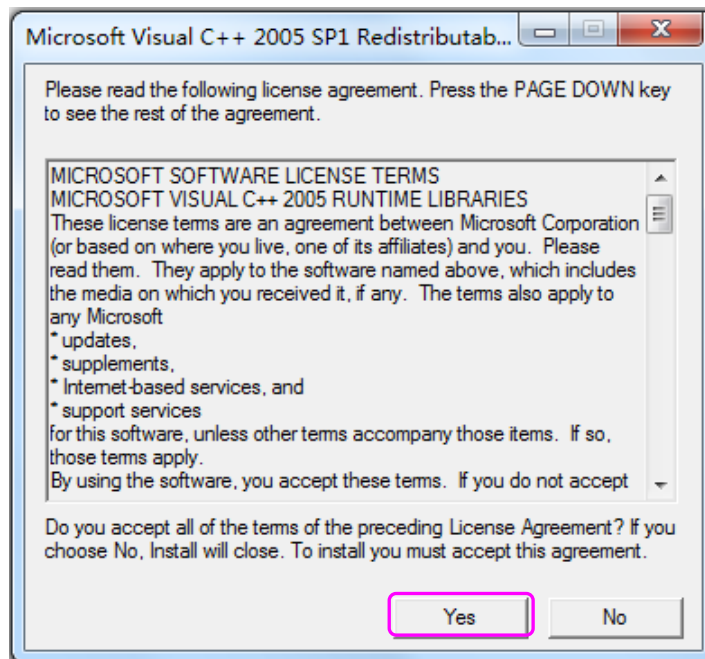 Microsoft Visual C++ 2005 SP1 Redistributab...
Please read the following license agreement. Press the PAGE DOWN key
to see the rest of the agreement.
MICROSOFT SOFTWARE LICENSE TERMS
MICROSOFT VISUAL C++ 2005 RUNTIME LIBRARIES
These license terms are an agreement between Microsoft Corporation
(or based on where you live, one of its affiliates) and you.  Please
read them.  They apply to the software named above, which includes
the media on which you received it, if any.  The terms also apply to
any Microsoft
* updates,
* supplements,
* Internet-based services, and
* support services
for this software, unless other terms accompany those items.  If so,
those terms apply.
By using the software, you accept these terms.  If you do not accept
Do you accept all of the terms of the preceding License Agreement? If you
choose No, Install will close. To install you must accept this agreement.
Yes No